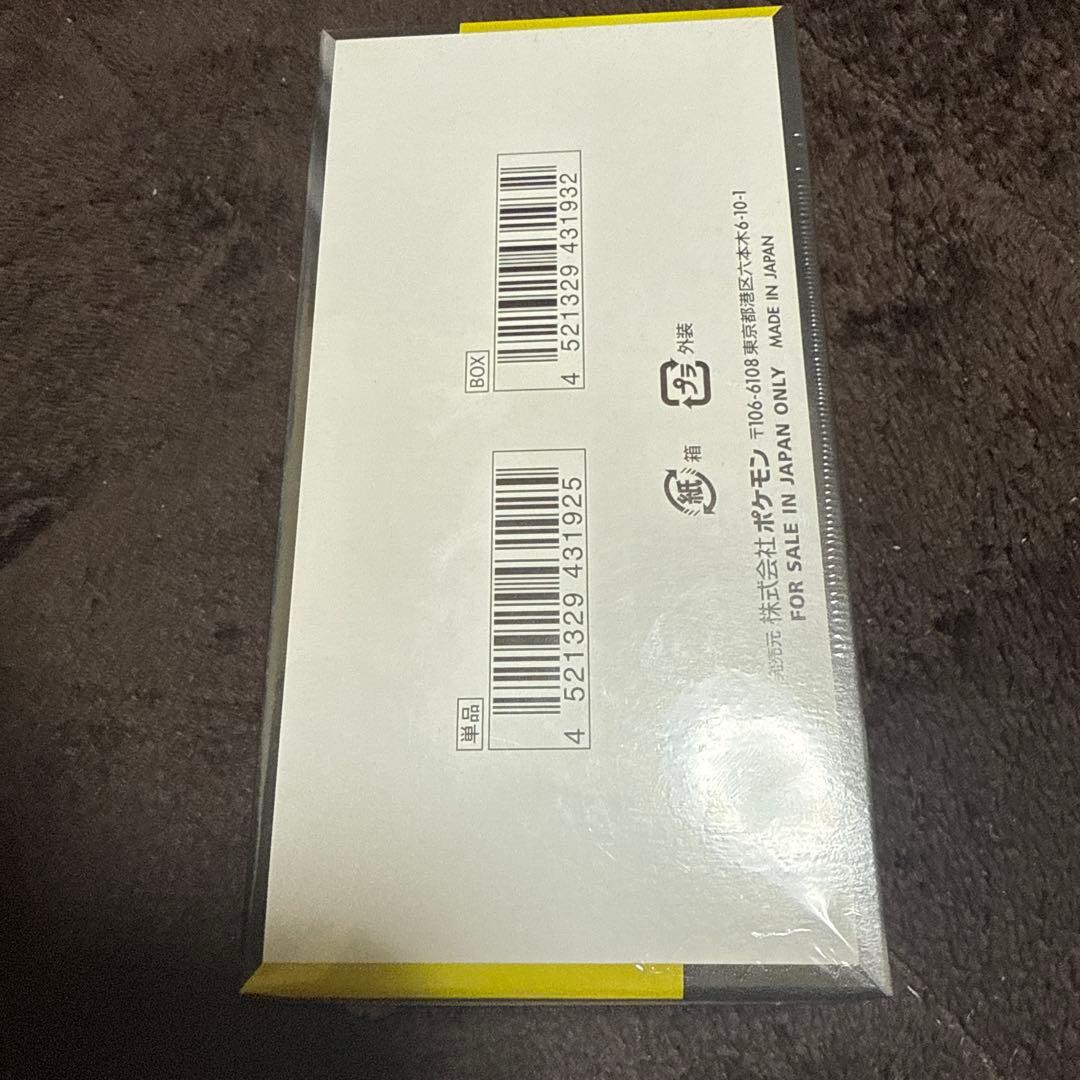 単品
4 521329 431925
BOX
4 521329 431932
紙 箱
プラ 外装
発売元 株式会社 ポケモン 〒106-6108 東京都港区六本木6-10-1
FOR SALE IN JAPAN ONLY MADE IN JAPAN